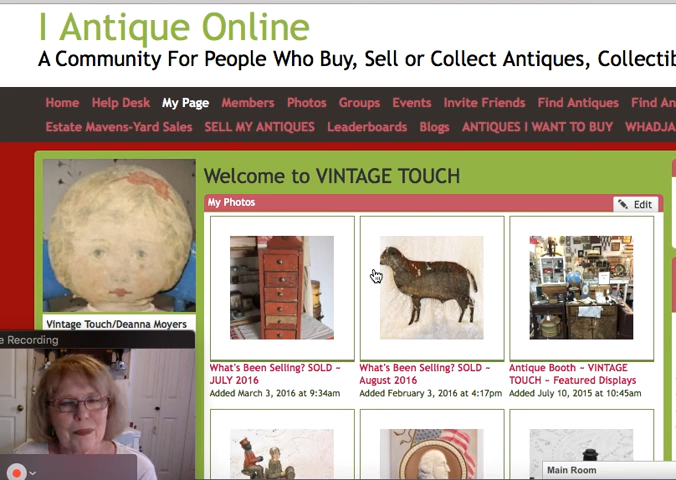 I Antique Online
A Community For People Who Buy, Sell or Collect Antiques,
Home Help Desk My Page Members Photos Groups Events Invite Friends Find Antiques Find
Estate Mavens-Yard Sales SELL MY ANTIQUES Leaderboards Blogs ANTIQUES I WANT TO BUY
Welcome to VINTAGE TOUCH
My Photos
Edit
Vintage Touch/Deanna Moyers
Recording
What's Been Selling? SOLD ~
JULY 2016
Added March 3, 2016 at 9:34am
What's Been Selling? SOLD ~
August 2016
Added February 3, 2016 at 4:17pm
Antique Booth ~ VINTAGE
TOUCH ~ Featured Displays
Added July 10, 2015 at 10:45am
Main Room